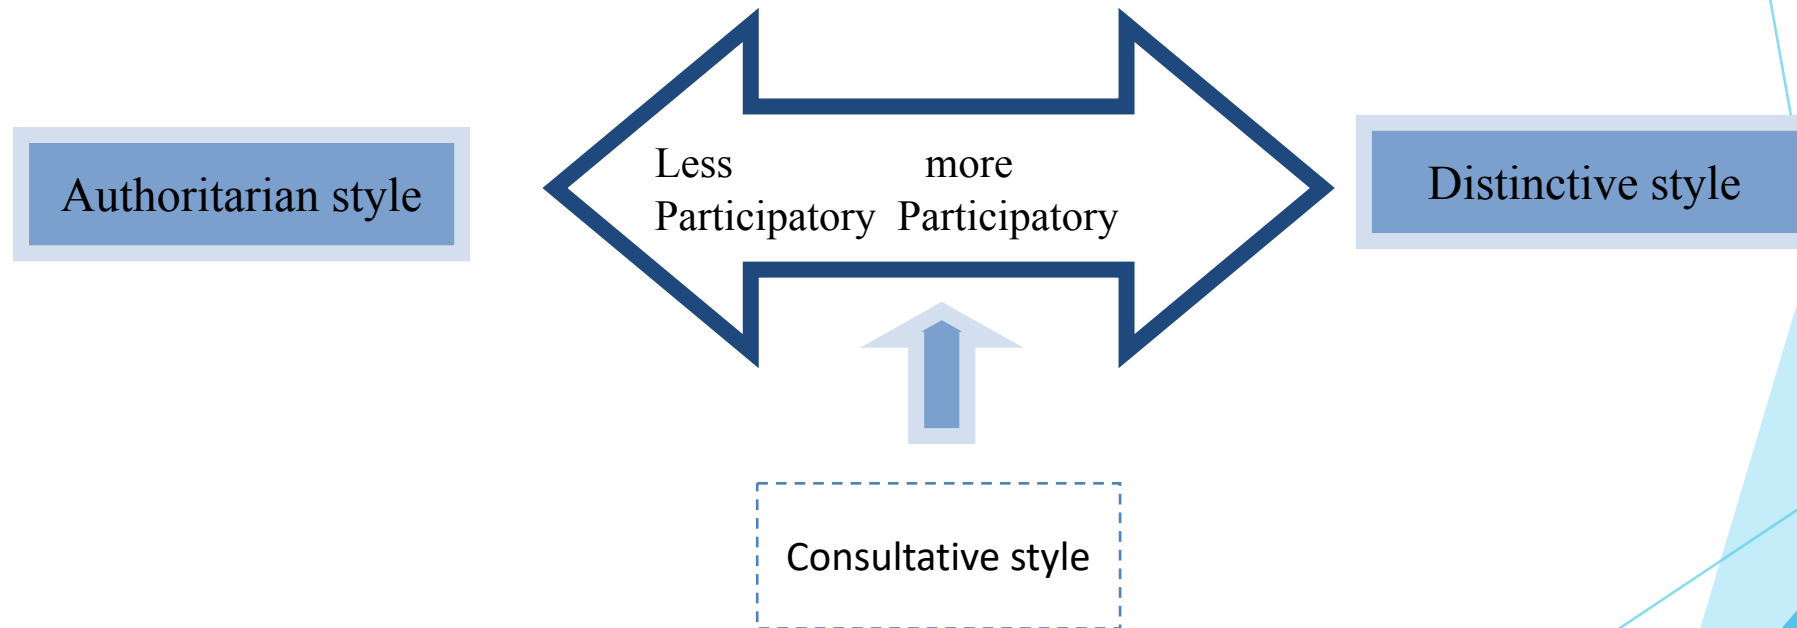 Authoritarian style
Less more
Participatory Participatory
Distinctive style
Consultative style